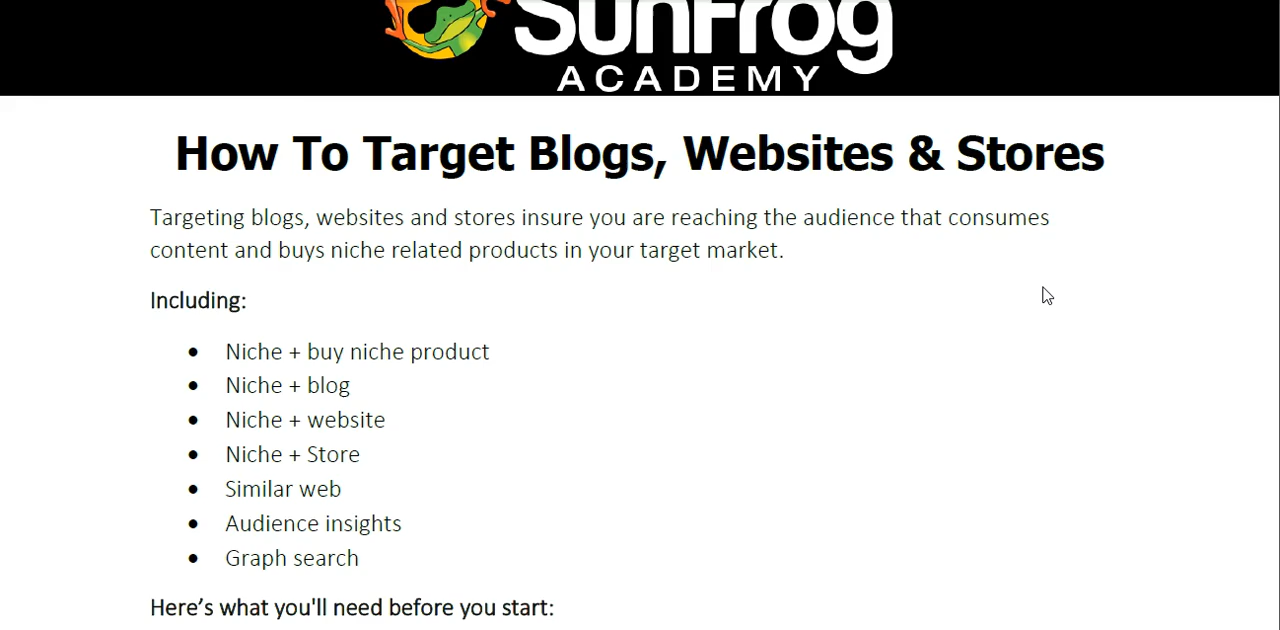 SunFrog
ACADEMY
How To Target Blogs, Websites & Stores
Targeting blogs, websites and stores insure you are reaching the audience that consumes
content and buys niche related products in your target market.
Including:
• Niche + buy niche product
• Niche + blog
• Niche + website
• Niche + Store
• Similar web
• Audience insights
• Graph search
Here’s what you'll need before you start: